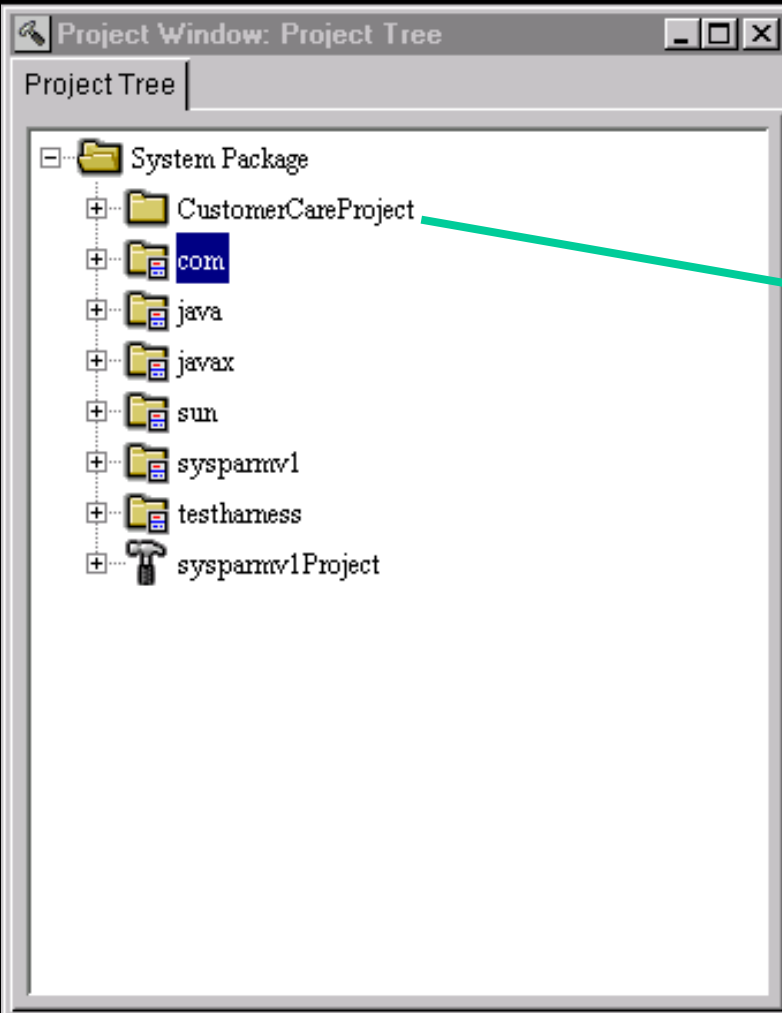 Project Window: Project Tree
Project Tree
System Package
CustomerCareProject
com
java
javax
sun
sysparmv1
testharness
sysparmv1Project